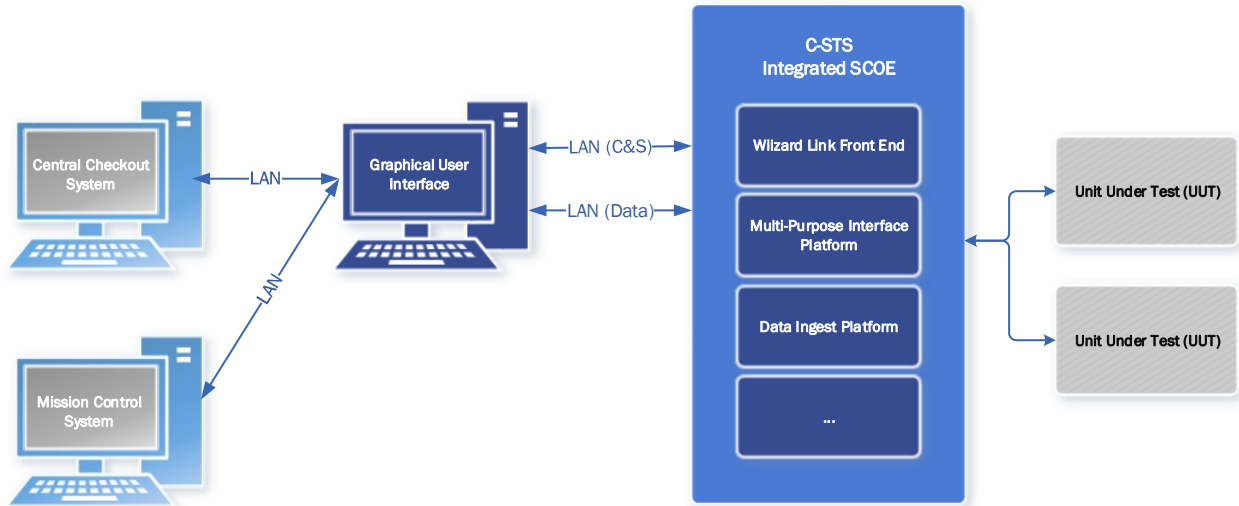 C-STS
Integrated SCOE
Central Checkout
System
LAN
Graphical User
Interface
LAN (C&S)
LAN (Data)
Wiizard Link Front End
Multi-Purpose Interface
Platform
Data Ingest Platform
...
Unit Under Test (UUT)
Unit Under Test (UUT)
LAN
Mission Control
System